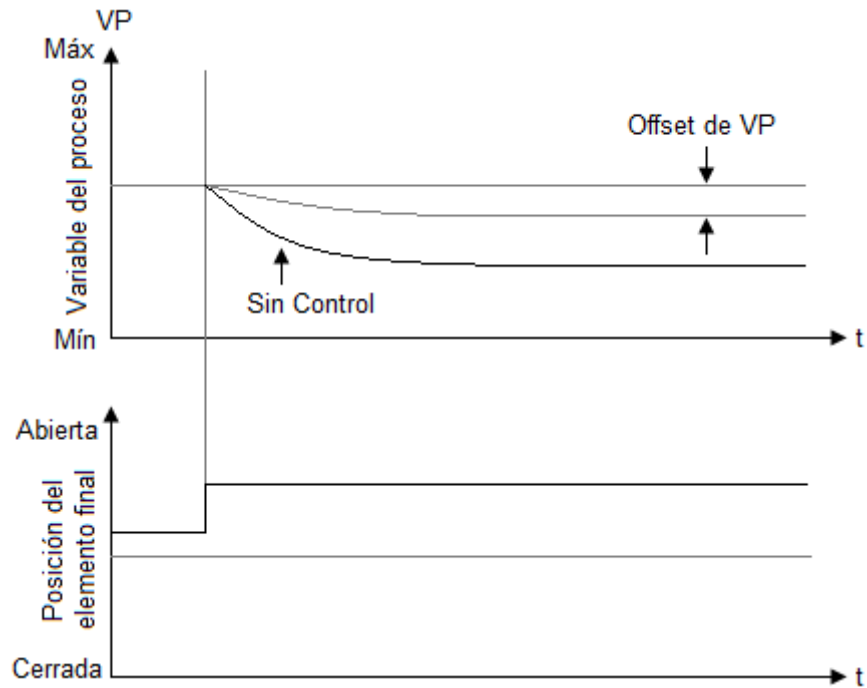 VP
Máx
Variable del proceso
Offset de VP
Sin Control
Mín
t
Abierta
Posición del
elemento final
Cerrada
t